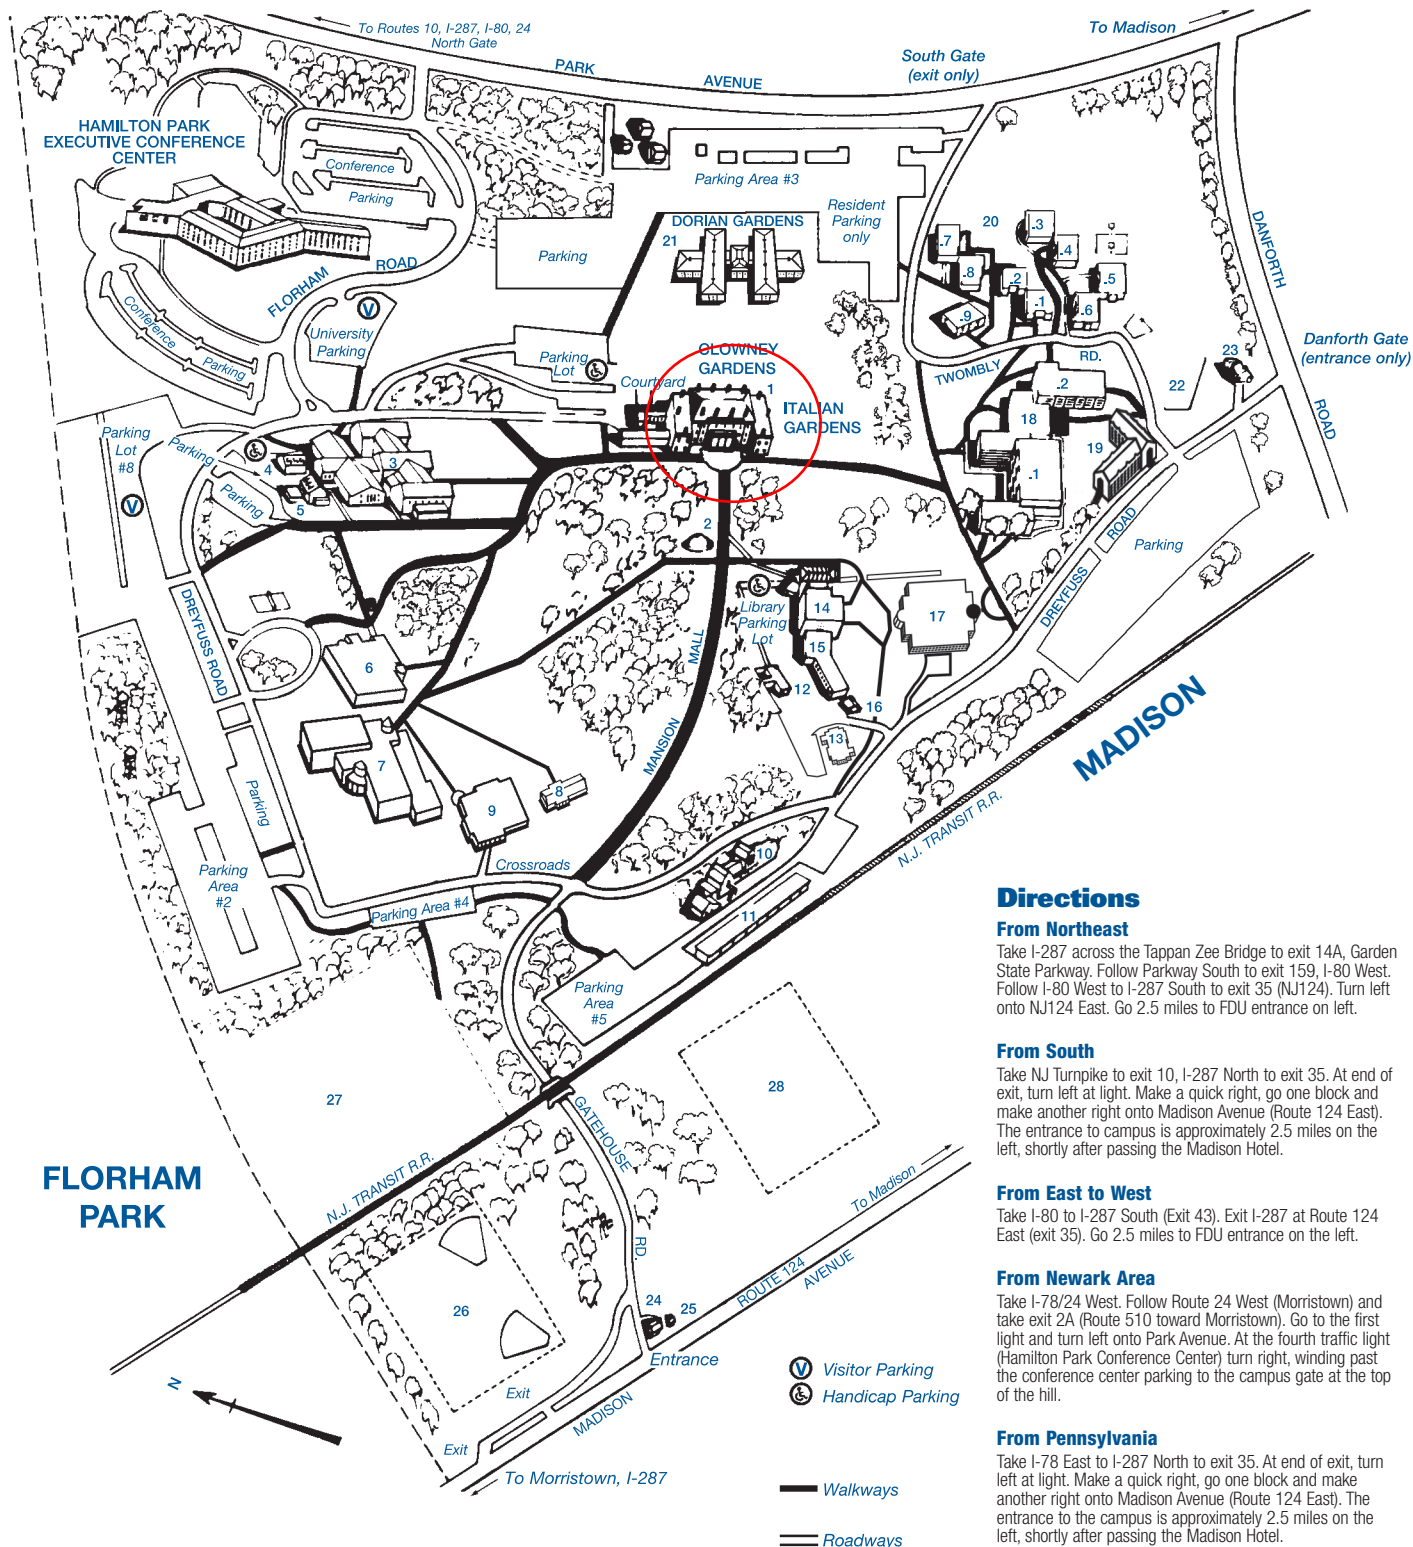 To Routes 10, I-287, I-80, 24
North Gate
To Madison
South Gate
(exit only)
PARK
AVENUE
HAMILTON PARK
EXECUTIVE CONFERENCE
CENTER
Conference
Parking
Parking Area #3
Resident
Parking
only
DORIAN GARDENS
21
Parking
FLORHAM
ROAD
V
University
Parking
Conference
Parking
20
.7
.8
.9
.3
.4
.2
.1
.5
.6
DANFORTH
ROAD
Danforth Gate
(entrance only)
TWOMBLY
RD.
23
22
Parking
Lot
Courtyard
CLOWNEY
GARDENS
1
ITALIAN
GARDENS
.2
18
.1
19
Parking
Lot
#8
V
Parking
4
Parking
5
3
2
DREYFUSS
ROAD
Parking
Library
Parking
Lot
14
15
12
16
13
17
DREYFUSS ROAD
6
7
8
9
Parking
MANSION
MALL
MADISON
N.J. TRANSIT R.R.
Parking
Area
#2
Crossroads
Parking Area #4
10
11
Parking
Area
#5
27
28
GATEHOUSE
RD.
FLORHAM
PARK
N.J. TRANSIT R.R.
To Madison
ROUTE 124
AVENUE
MADISON
26
24
25
Entrance
Exit
Exit
To Morristown, I-287
N
V Visitor Parking
Handicap Parking
Walkways
Roadways
Directions
From Northeast
Take I-287 across the Tappan Zee Bridge to exit 14A, Garden
State Parkway. Follow Parkway South to exit 159, I-80 West.
Follow I-80 West to I-287 South to exit 35 (NJ124). Turn left
onto NJ124 East. Go 2.5 miles to FDU entrance on left.
From South
Take NJ Turnpike to exit 10, I-287 North to exit 35. At end of
exit, turn left at light. Make a quick right, go one block and
make another right onto Madison Avenue (Route 124 East).
The entrance to campus is approximately 2.5 miles on the
left, shortly after passing the Madison Hotel.
From East to West
Take I-80 to I-287 South (Exit 43). Exit I-287 at Route 124
East (exit 35). Go 2.5 miles to FDU entrance on the left.
From Newark Area
Take I-78/24 West. Follow Route 24 West (Morristown) and
take exit 2A (Route 510 toward Morristown). Go to the first
light and turn left onto Park Avenue. At the fourth traffic light
(Hamilton Park Conference Center) turn right, winding past
the conference center parking to the campus gate at the top
of the hill.
From Pennsylvania
Take I-78 East to I-287 North to exit 35. At end of exit, turn
left at light. Make a quick right, go one block and make
another right onto Madison Avenue (Route 124 East). The
entrance to the campus is approximately 2.5 miles on the
left, shortly after passing the Madison Hotel.